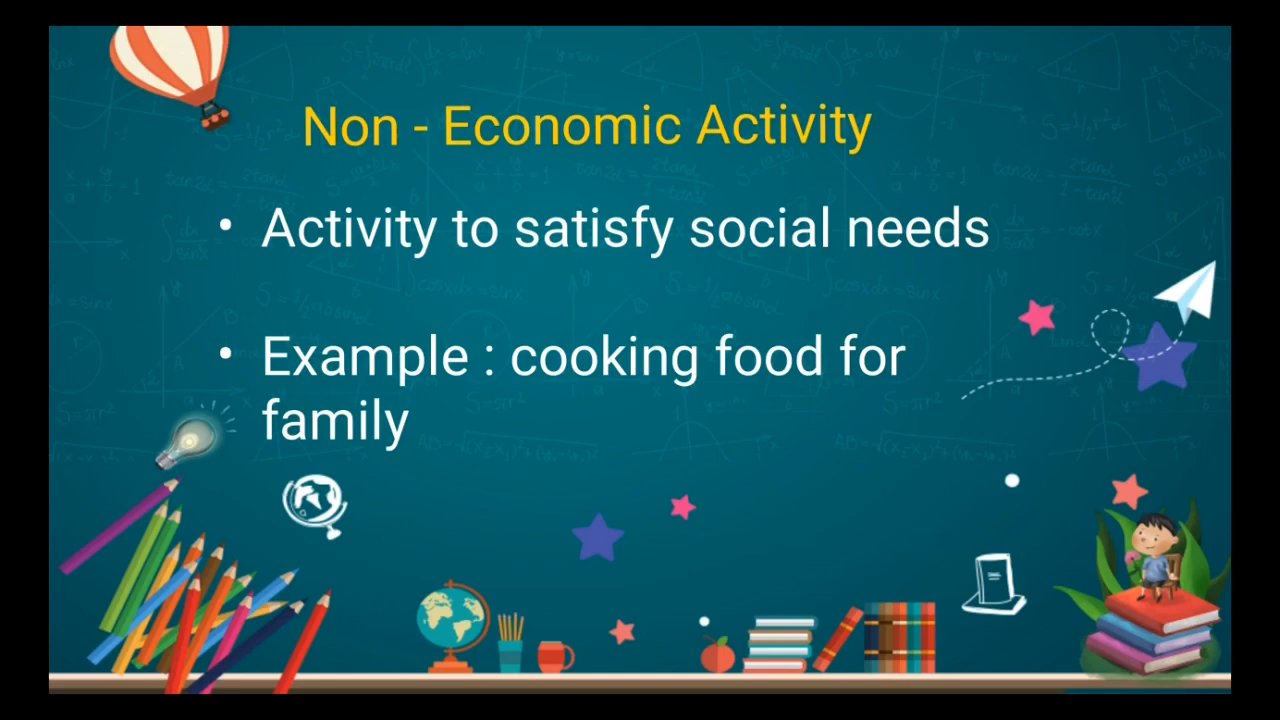 Non - Economic Activity
• Activity to satisfy social needs
• Example : cooking food for
family